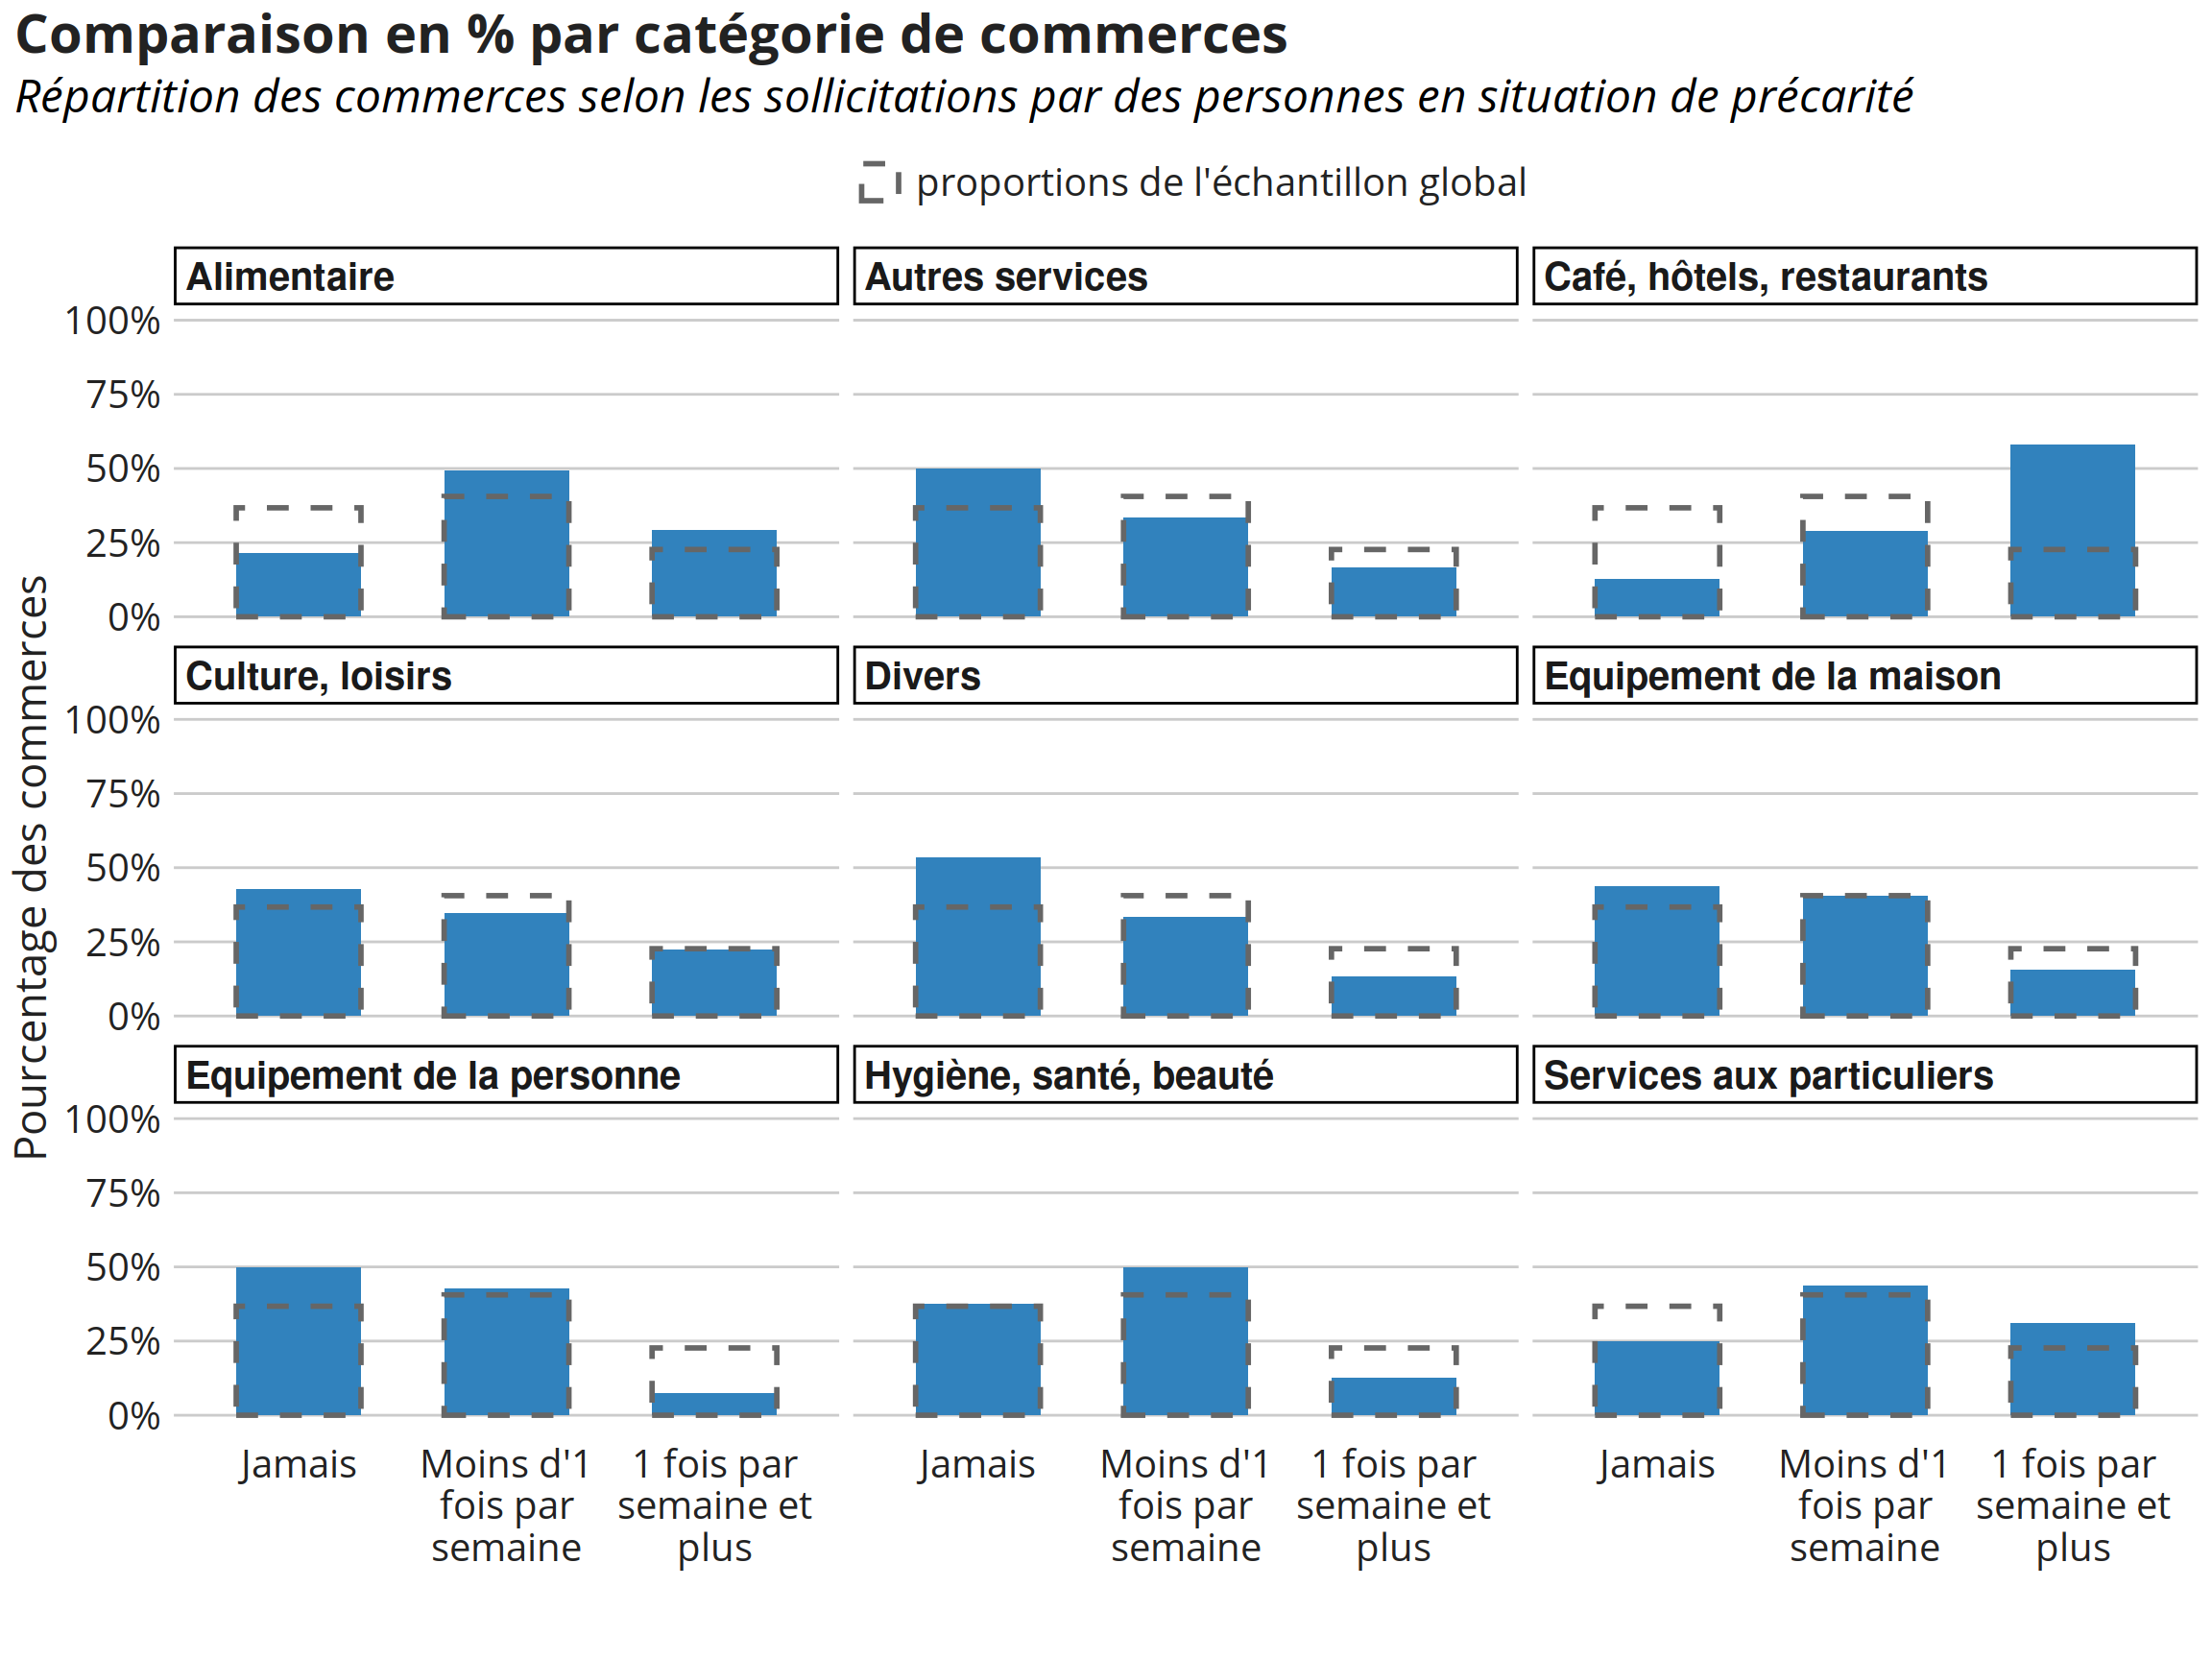 Comparaison en % par catégorie de commerces
Répartition des commerces selon les sollicitations par des personnes en situation de précarité
proportions de l'échantillon global
Pourcentage des commerces
Alimentaire
Autres services
Café, hôtels, restaurants
100%
75%
50%
25%
0%
Culture, loisirs
Divers
Equipement de la maison
100%
75%
50%
25%
0%
Equipement de la personne
Hygiène, santé, beauté
Services aux particuliers
100%
75%
50%
25%
0%
Jamais
Moins d'1
fois par
semaine
1 fois par
semaine et
plus
Jamais
Moins d'1
fois par
semaine
1 fois par
semaine et
plus
Jamais
Moins d'1
fois par
semaine
1 fois par
semaine et
plus